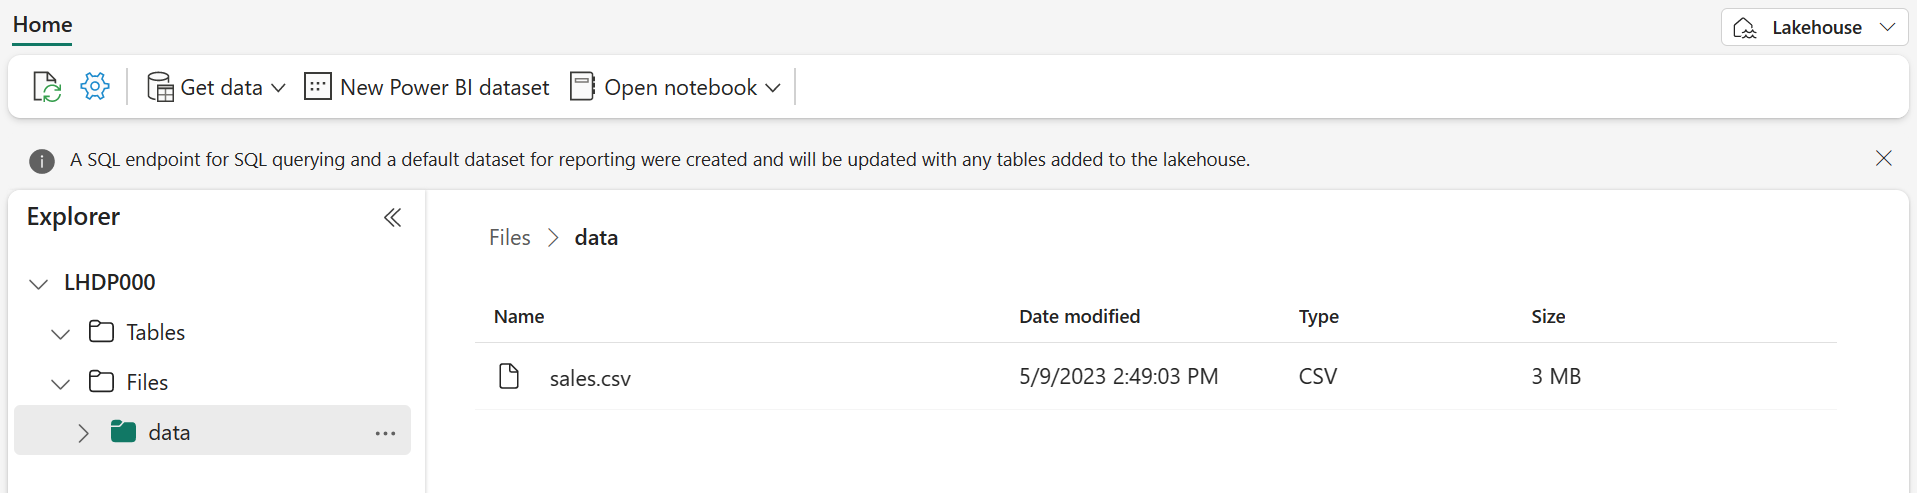 Home
Lakehouse
Get data
New Power BI dataset
Open notebook
A SQL endpoint for SQL querying and a default dataset for reporting were created and will be updated with any tables added to the lakehouse.
Explorer
LHDP000
Tables
Files
data
Files > data
Name Date modified Type Size
sales.csv 5/9/2023 2:49:03 PM CSV 3 MB